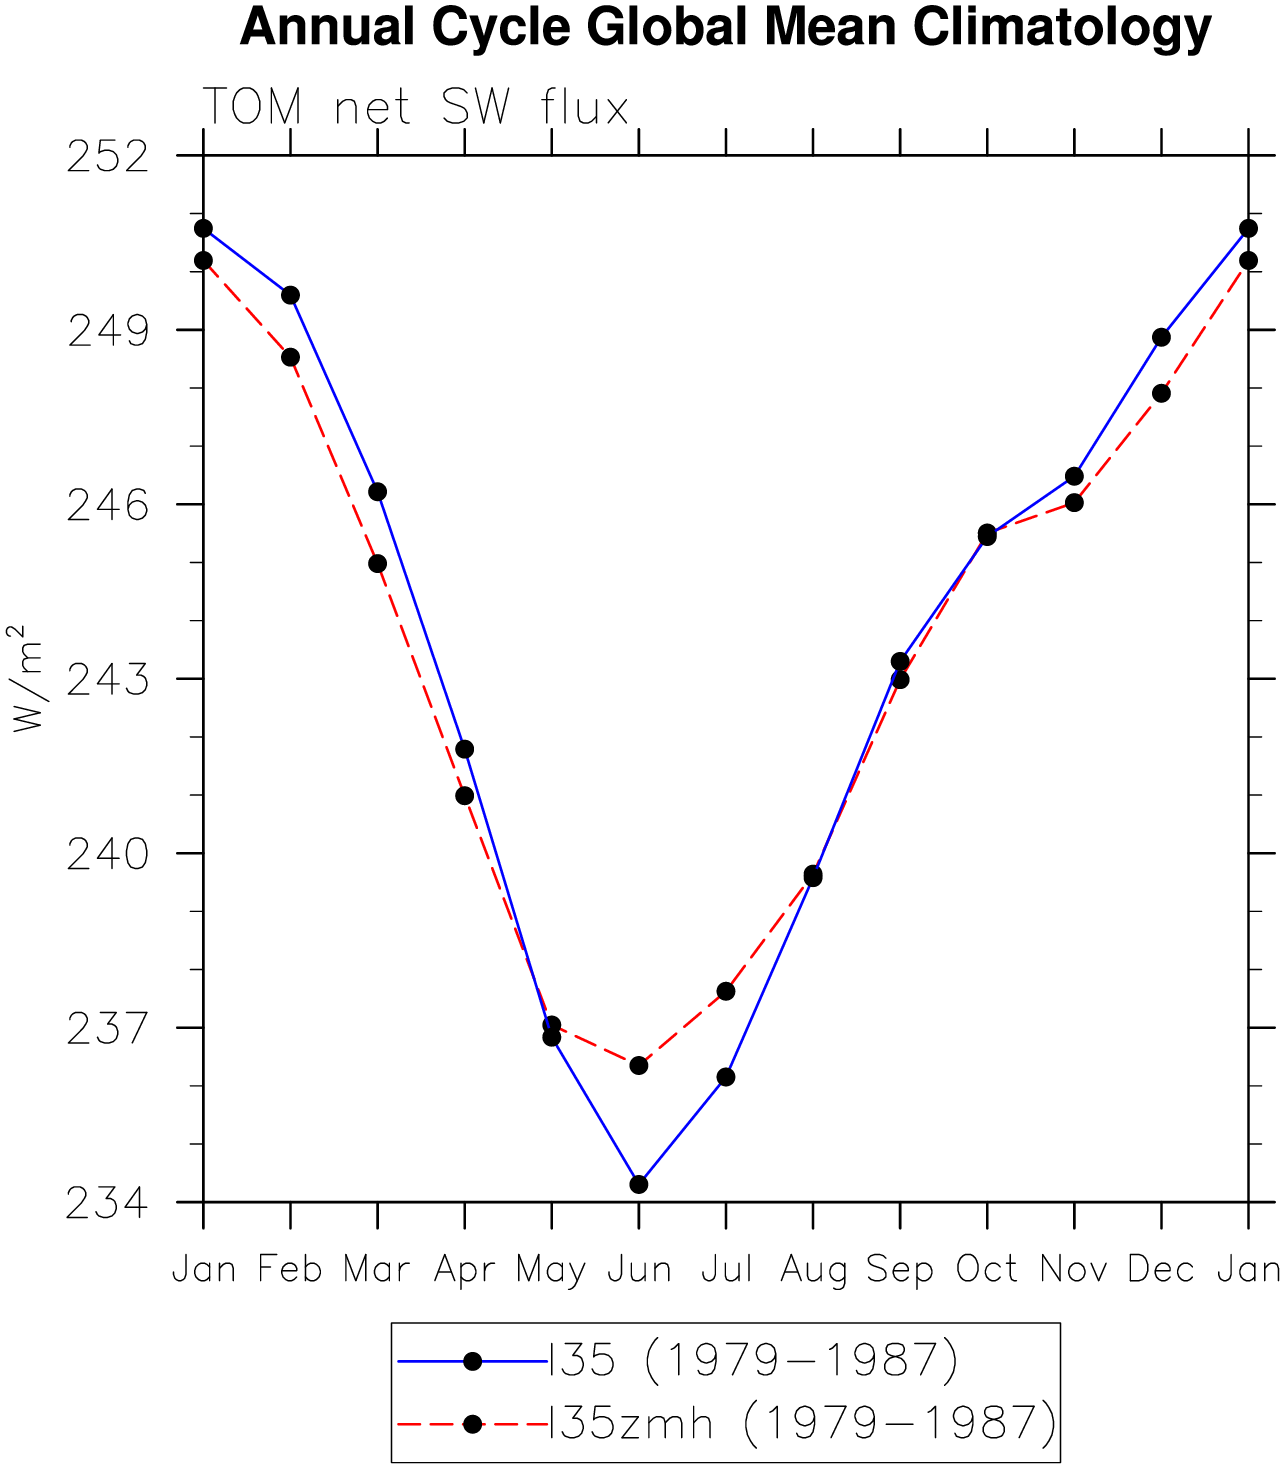 Annual Cycle Global Mean Climatology
TOM net SW flux
252
249
246
243
240
237
234
W/m²
Jan Feb Mar Apr May Jun Jul Aug Sep Oct Nov Dec Jan
I35 (1979-1987)
I35zmh (1979-1987)